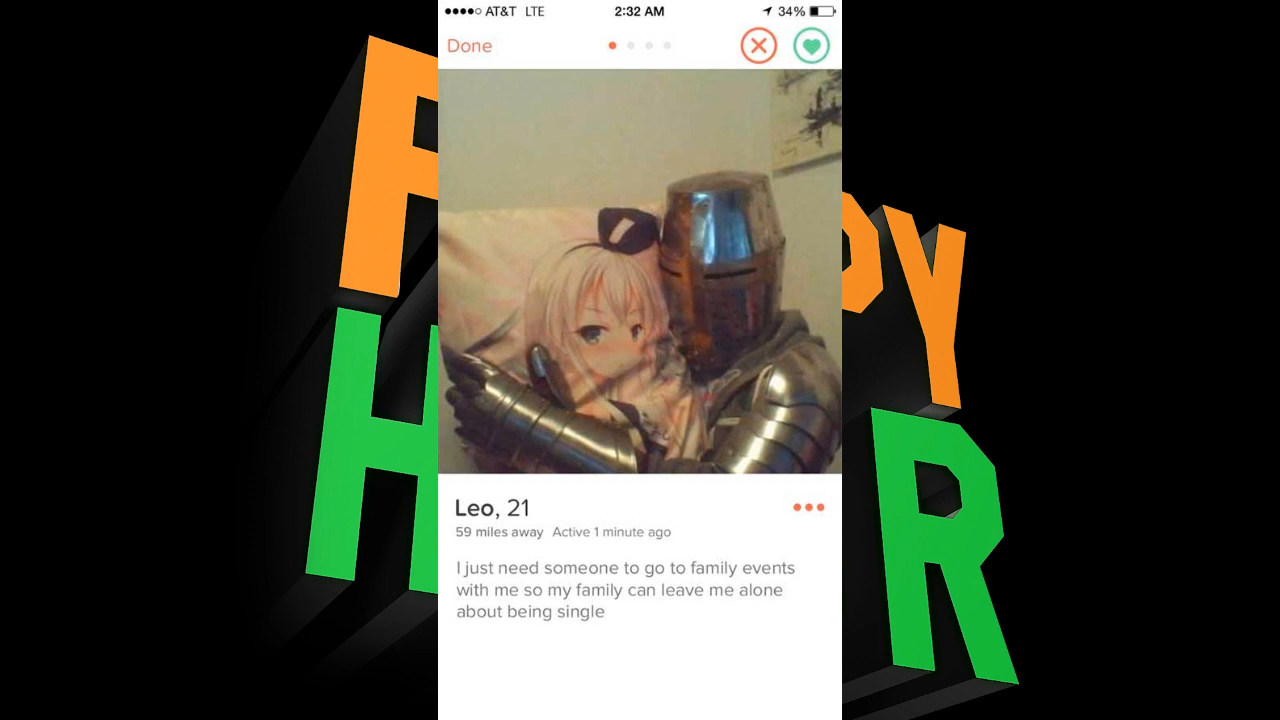 AT&T LTE
2:32 AM
34%
Done
Leo, 21
59 miles away Active 1 minute ago
I just need someone to go to family events
with me so my family can leave me alone
about being single
PY
H R